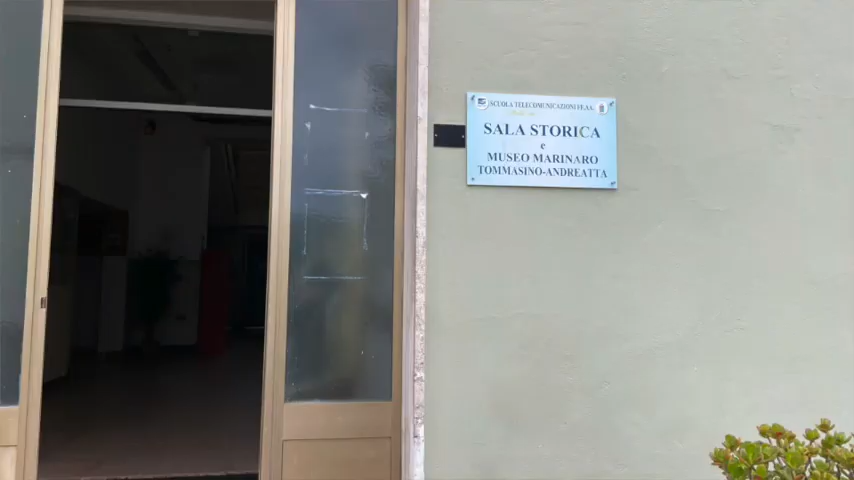 SCUOLA TELECOMUNICAZIONI FF.AA.
SALA STORICA
e
MUSEO MARINARO
TOMMASINO-ANDREATTA